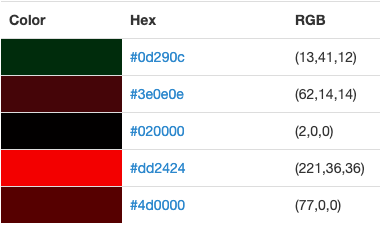 Color Hex RGB
#0d290c (13,41,12)
#3e0e0e (62,14,14)
#020000 (2,0,0)
#dd2424 (221,36,36)
#4d0000 (77,0,0)